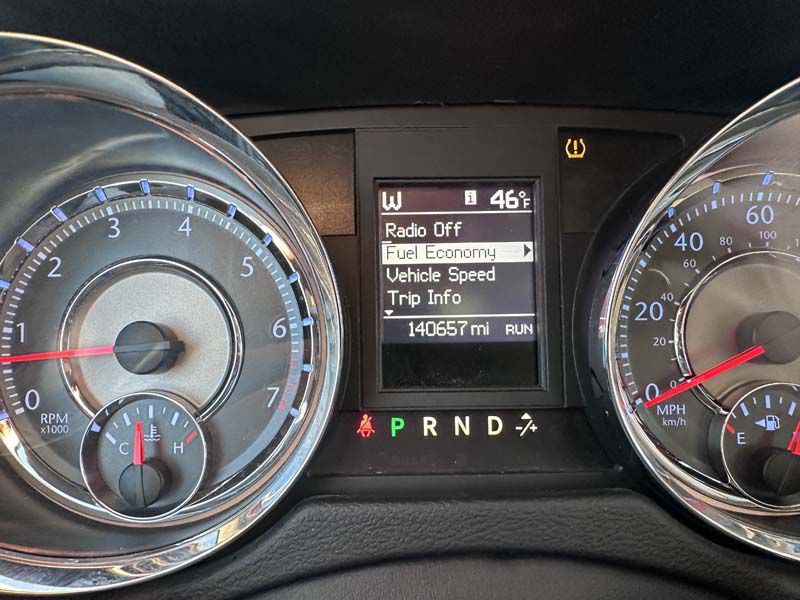 W i 46°F
Radio Off
Fuel Economy
Vehicle Speed
Trip Info
140657 mi RUN
P R N D -/+
0
1
2
3
4
5
6
7
RPM
x1000
C H
0
20
40
60
20
40
60
80
100
MPH
km/h
E